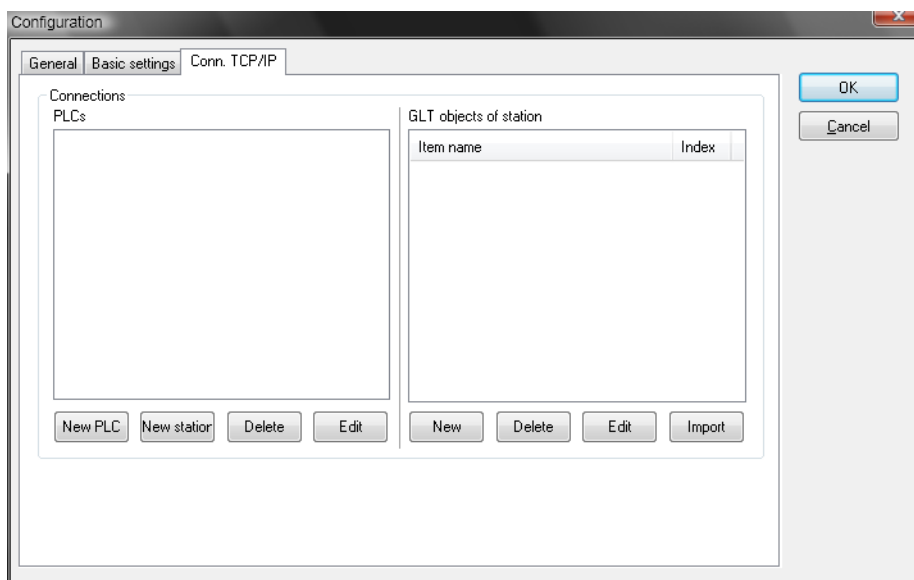 Configuration
General Basic settings Conn. TCP/IP
OK
Cancel
Connections
PLCs
GLT objects of station
Item name Index
New PLC New station Delete Edit New Delete Edit Import